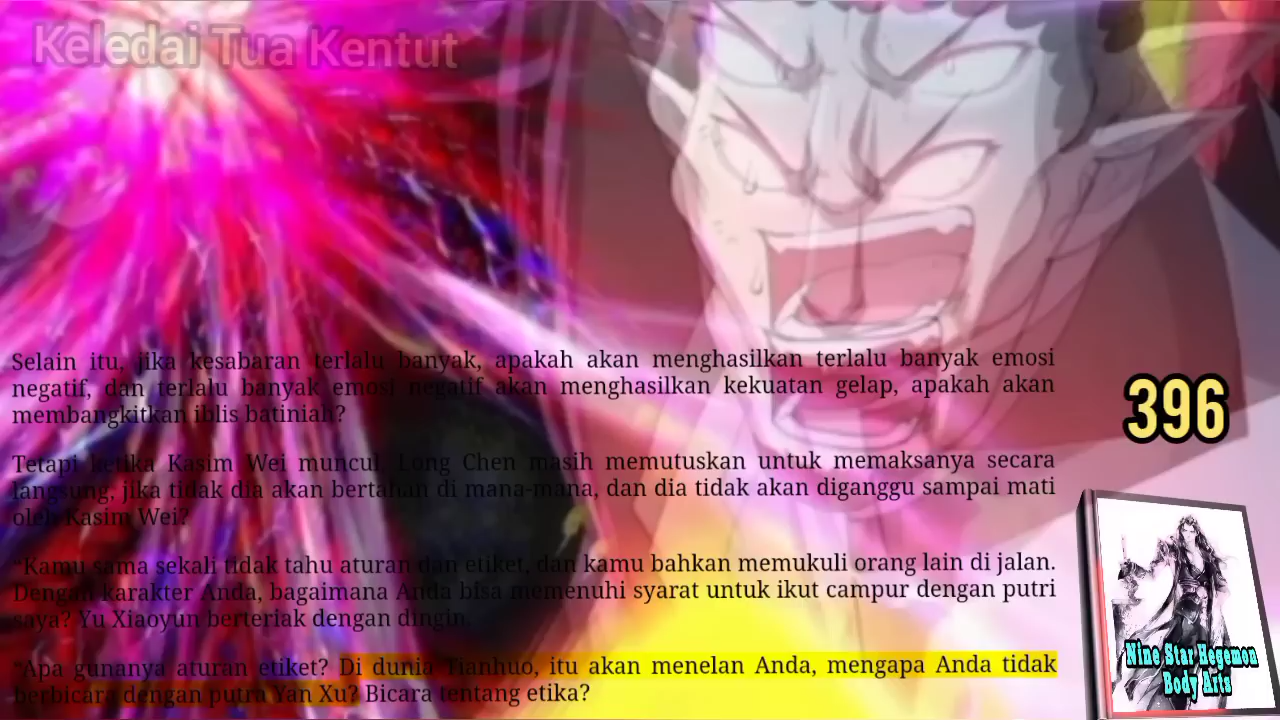 Keledai Tua Kentut
Selain itu, jika kesabaran terlalu banyak, apakah akan menghasilkan terlalu banyak emosi
negatif, dan terlalu banyak emosi negatif akan menghasilkan kekuatan gelap, apakah akan
membangkitkan iblis batiniah?
Tetapi ketika Kasim Wei muncul, Long Chen masih memutuskan untuk memaksanya secara
langsung, jika tidak dia akan bertahan di mana-mana, dan dia tidak akan diganggu sampai mati
oleh Kasim Wei?
“Kamu sama sekali tidak tahu aturan dan etiket, dan kamu bahkan memukuli orang lain di jalan.
Dengan karakter Anda, bagaimana Anda bisa memenuhi syarat untuk ikut campur dengan putri
saya? Yu Xiaoyun berteriak dengan dingin.
“Apa gunanya aturan etiket? Di dunia Tianhuo, itu akan menelan Anda, mengapa Anda tidak
berbicara dengan putra Yan Xu? Bicara tentang etika?
396
Nine Star Hegemon
Body Arts